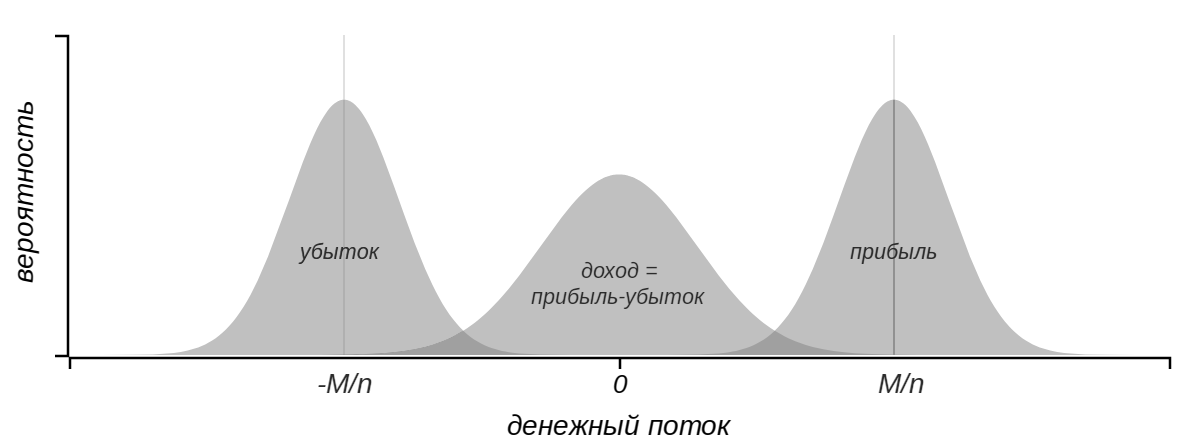 вероятность
убыток
доход =
прибыль-убыток
прибыль
-M/n
0
M/n
денежный поток